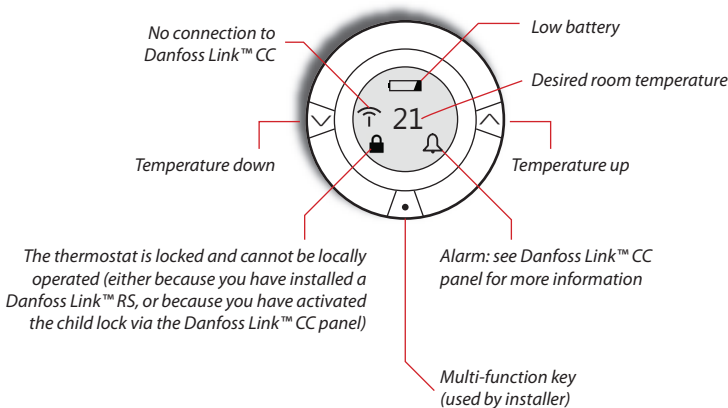 No connection to
Danfoss Link™ CC
Low battery
Desired room temperature
21
Temperature down
Temperature up
The thermostat is locked and cannot be locally
operated (either because you have installed a
Danfoss Link™ RS, or because you have activated
the child lock via the Danfoss Link™ CC panel)
Alarm: see Danfoss Link™ CC
panel for more information
Multi-function key
(used by installer)